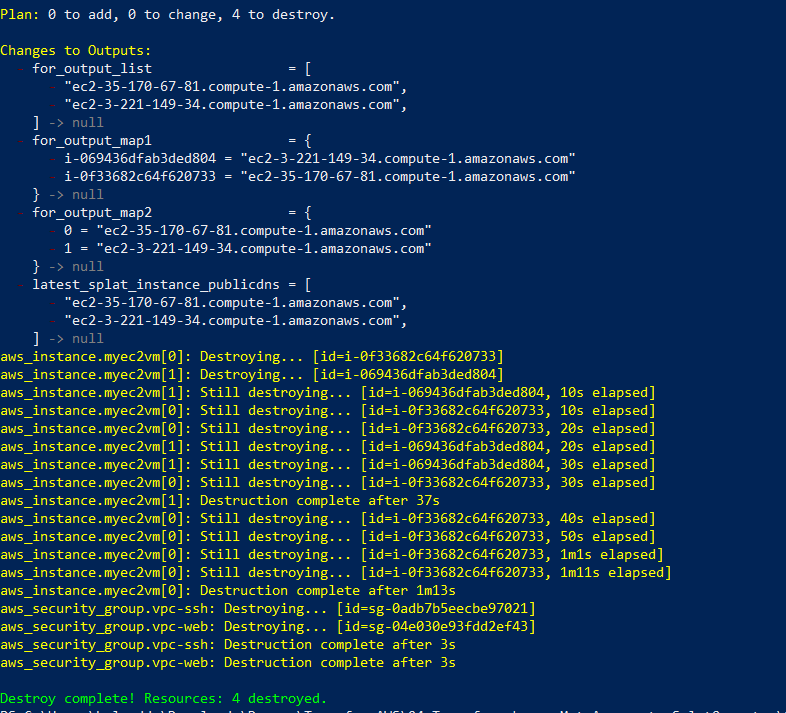 Plan: 0 to add, 0 to change, 4 to destroy.
Changes to Outputs:
- for_output_list = [
- "ec2-35-170-67-81.compute-1.amazonaws.com",
- "ec2-3-221-149-34.compute-1.amazonaws.com",
] -> null
- for_output_map1 = {
- i-069436dfab3ded804 = "ec2-3-221-149-34.compute-1.amazonaws.com"
- i-0f33682c64f620733 = "ec2-35-170-67-81.compute-1.amazonaws.com"
} -> null
- for_output_map2 = {
- 0 = "ec2-35-170-67-81.compute-1.amazonaws.com"
- 1 = "ec2-3-221-149-34.compute-1.amazonaws.com"
} -> null
- latest_splat_instance_publicdns = [
- "ec2-35-170-67-81.compute-1.amazonaws.com",
- "ec2-3-221-149-34.compute-1.amazonaws.com",
] -> null
aws_instance.myec2vm[0]: Destroying... [id=i-0f33682c64f620733]
aws_instance.myec2vm[1]: Destroying... [id=i-069436dfab3ded804]
aws_instance.myec2vm[1]: Still destroying... [id=i-069436dfab3ded804, 10s elapsed]
aws_instance.myec2vm[0]: Still destroying... [id=i-0f33682c64f620733, 10s elapsed]
aws_instance.myec2vm[0]: Still destroying... [id=i-0f33682c64f620733, 20s elapsed]
aws_instance.myec2vm[1]: Still destroying... [id=i-069436dfab3ded804, 20s elapsed]
aws_instance.myec2vm[1]: Still destroying... [id=i-069436dfab3ded804, 30s elapsed]
aws_instance.myec2vm[0]: Still destroying... [id=i-0f33682c64f620733, 30s elapsed]
aws_instance.myec2vm[1]: Destruction complete after 37s
aws_instance.myec2vm[0]: Still destroying... [id=i-0f33682c64f620733, 40s elapsed]
aws_instance.myec2vm[0]: Still destroying... [id=i-0f33682c64f620733, 50s elapsed]
aws_instance.myec2vm[0]: Still destroying... [id=i-0f33682c64f620733, 1m1s elapsed]
aws_instance.myec2vm[0]: Still destroying... [id=i-0f33682c64f620733, 1m11s elapsed]
aws_instance.myec2vm[0]: Destruction complete after 1m13s
aws_security_group.vpc-ssh: Destroying... [id=sg-0adb7b5eecbe97021]
aws_security_group.vpc-web: Destroying... [id=sg-04e030e93fdd2ef43]
aws_security_group.vpc-ssh: Destruction complete after 3s
aws_security_group.vpc-web: Destruction complete after 3s
Destroy complete! Resources: 4 destroyed.